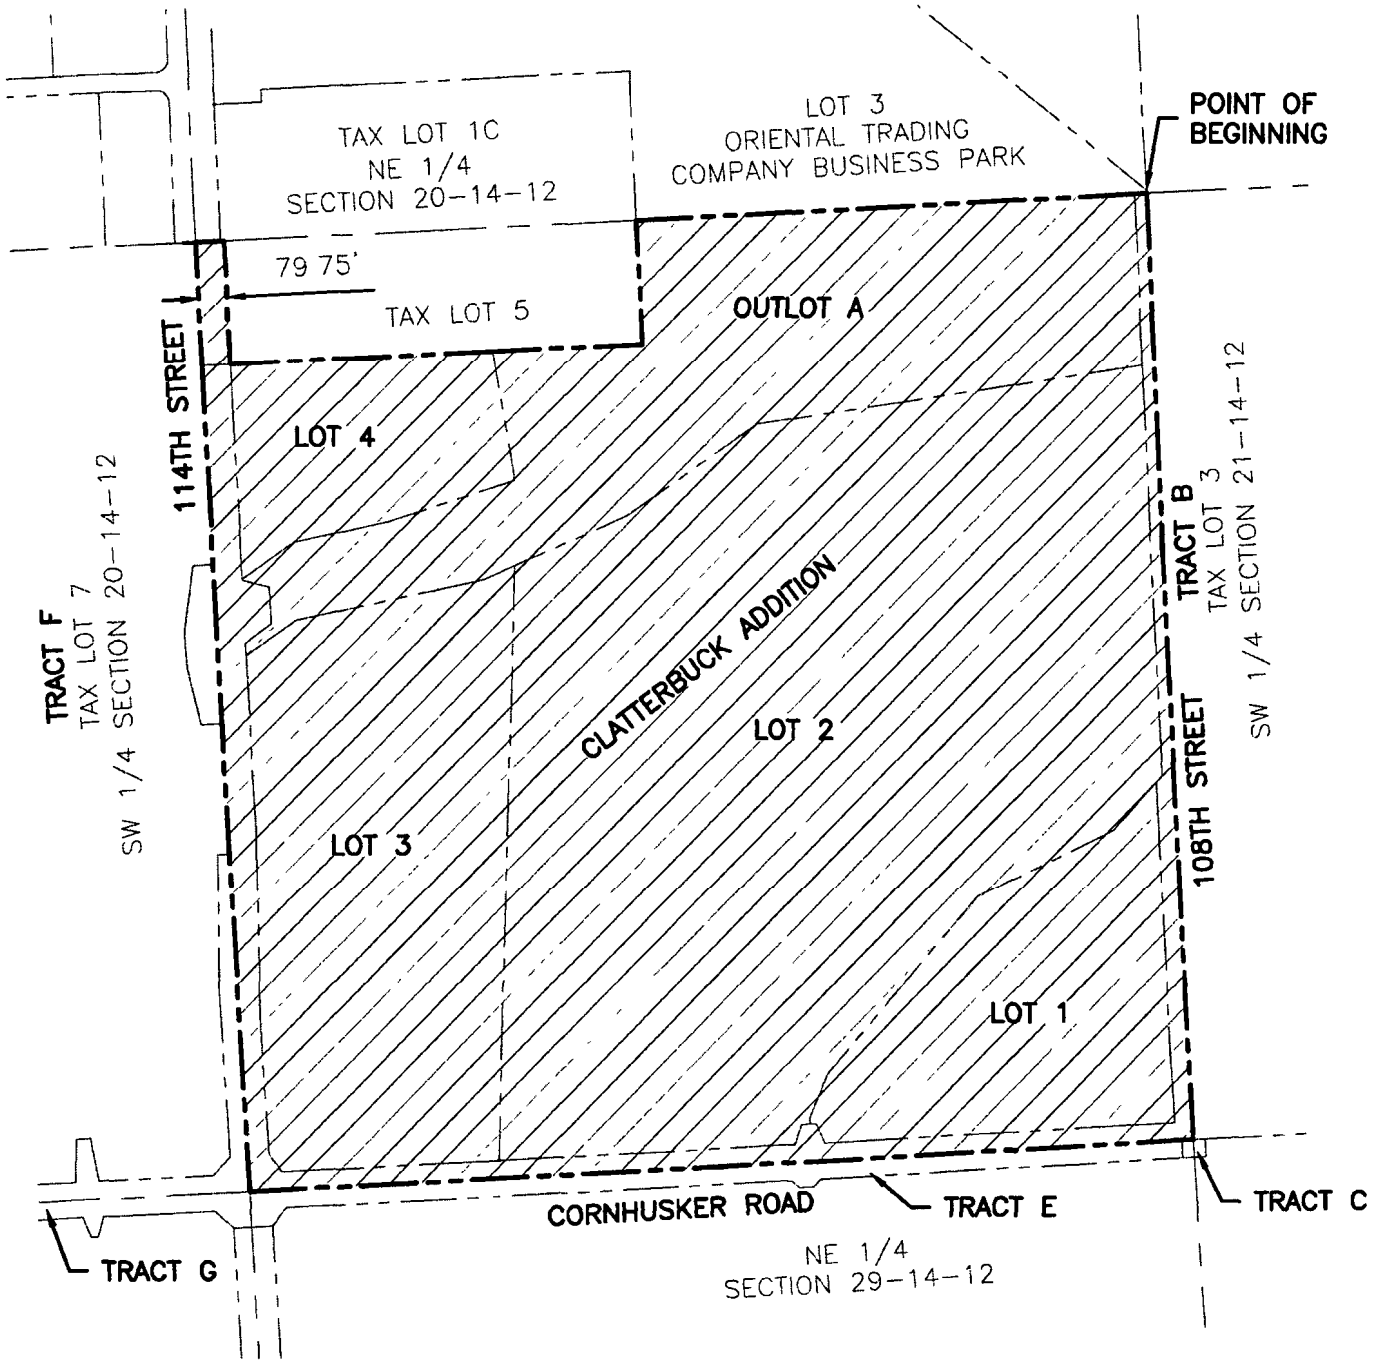 LOT 3
ORIENTAL TRADING
COMPANY BUSINESS PARK
POINT OF
BEGINNING
TAX LOT 1C
NE 1/4
SECTION 20-14-12
79 75'
TAX LOT 5
OUTLOT A
114TH STREET
LOT 4
TRACT F
TAX LOT 7
SW 1/4 SECTION 20-14-12
TRACT B
TAX LOT 3
SW 1/4 SECTION 21-14-12
108TH STREET
CLATTERBUCK ADDITION
LOT 2
LOT 3
LOT 1
CORNHUSKER ROAD
TRACT E
TRACT C
TRACT G
NE 1/4
SECTION 29-14-12